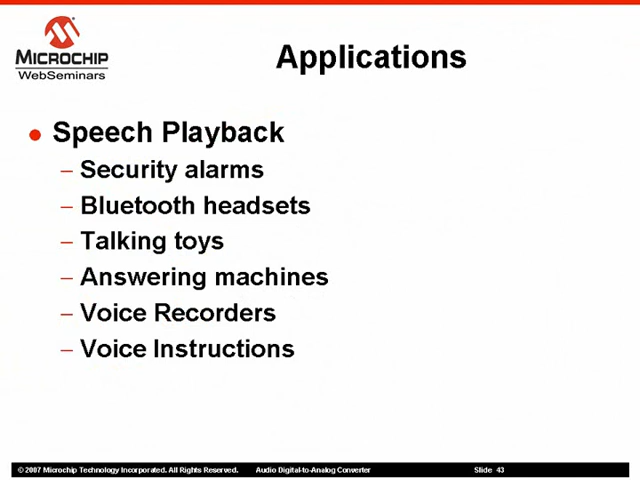 MICROCHIP
WebSeminars
Applications
● Speech Playback
– Security alarms
– Bluetooth headsets
– Talking toys
– Answering machines
– Voice Recorders
– Voice Instructions
© 2007 Microchip Technology Incorporated. All Rights Reserved. Audio Digital-to-Analog Converter Slide 43